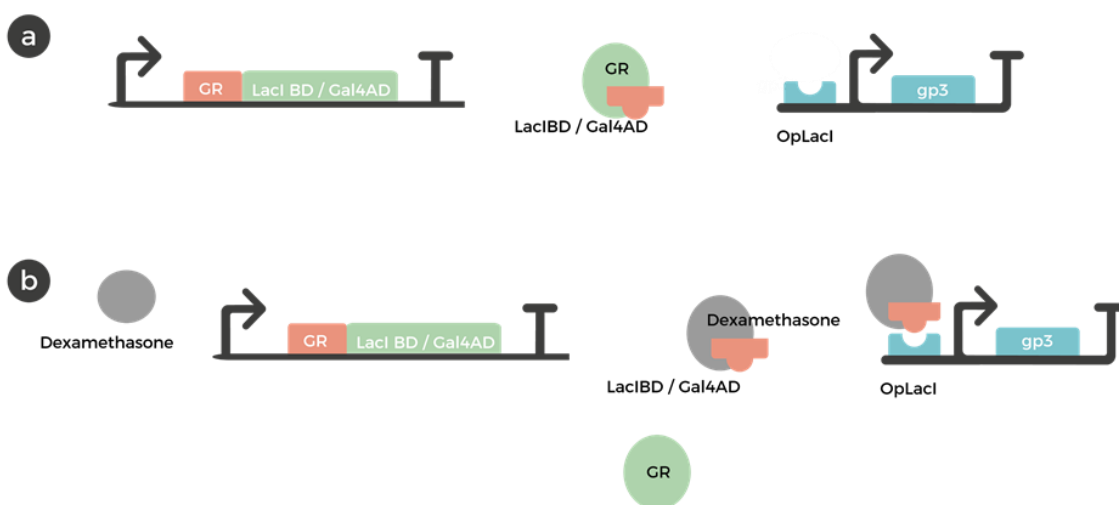 a
GR
LacI BD / Gal4AD
GR
LacIBD / Gal4AD
gp3
OpLacI
b
Dexamethasone
GR
LacI BD / Gal4AD
Dexamethasone
LacIBD / Gal4AD
GR
gp3
OpLacI